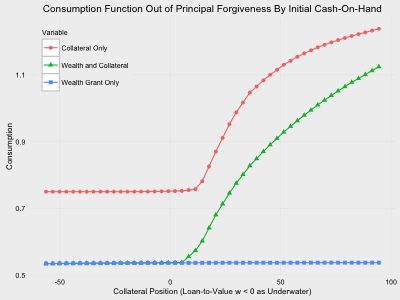 Consumption Function Out of Principal Forgiveness By Initial Cash-On-Hand
Variable
Collateral Only
Wealth and Collateral
Wealth Grant Only
1.1
0.9
0.7
0.5
Consumption
-50
0
50
100
Collateral Position (Loan-to-Value w < 0 as Underwater)